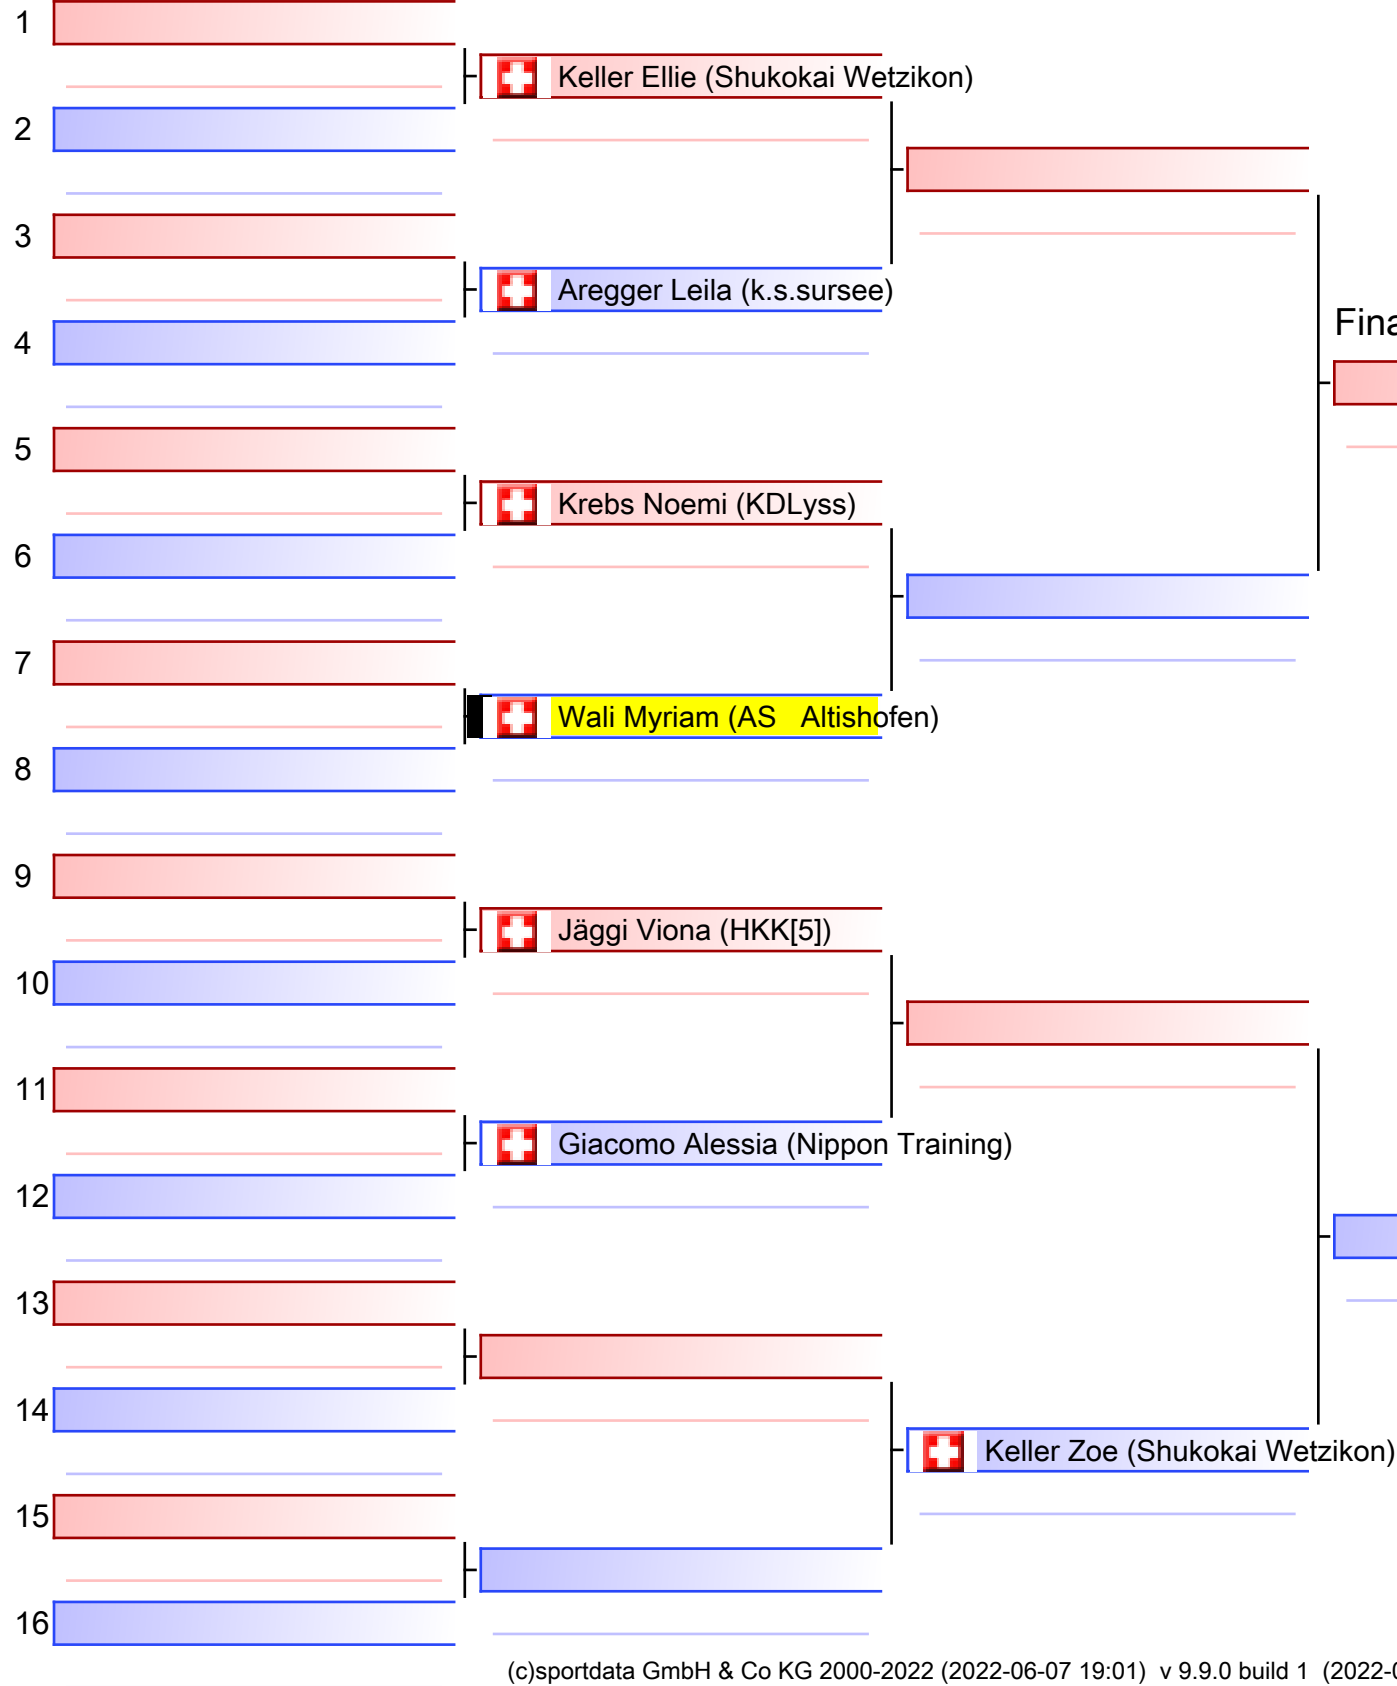 1
Keller Ellie (Shukokai Wetzikon)
2
3
Aregger Leila (k.s.sursee)
4
Fina
5
Krebs Noemi (KDLyss)
6
7
Wali Myriam (AS   Altishofen)
8
9
Jäggi Viona (HKK[5])
10
11
Giacomo Alessia (Nippon Training)
12
13
14
Keller Zoe (Shukokai Wetzikon)
15
16
(c)sportdata GmbH & Co KG 2000-2022 (2022-06-07 19:01)  v 9.9.0 build 1  (2022-0